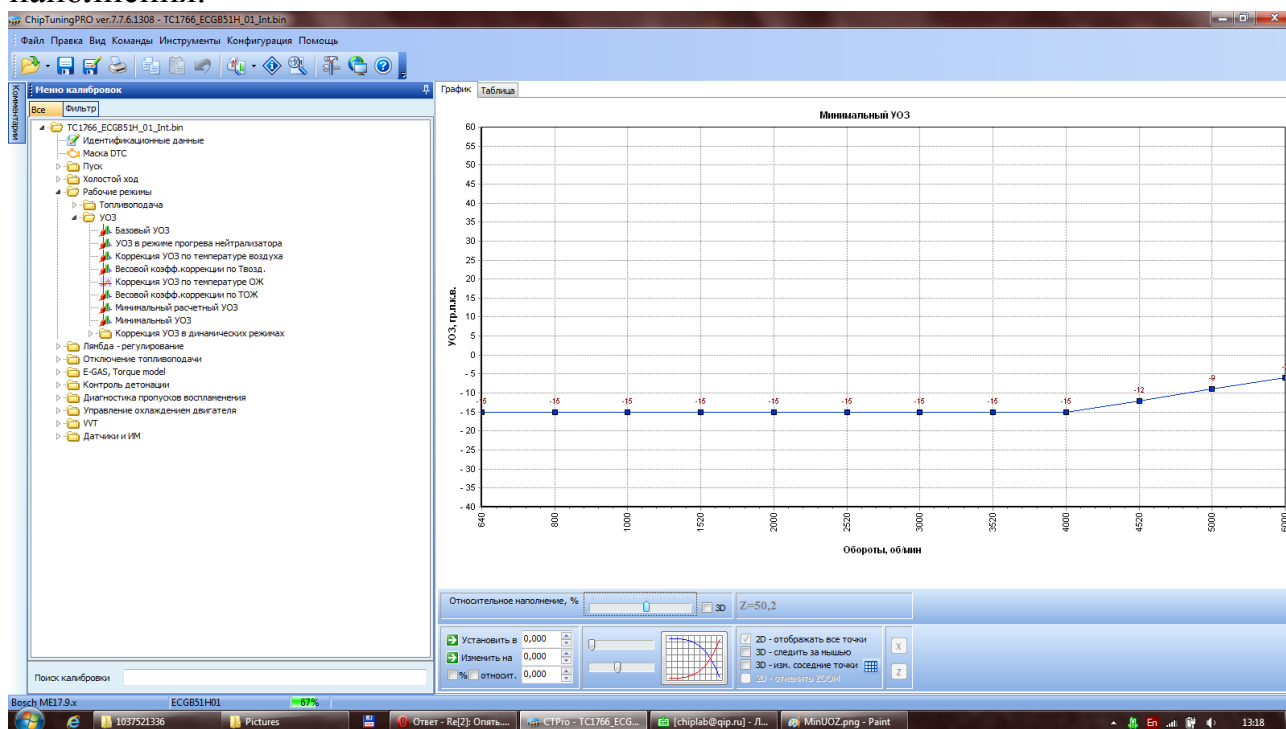 наполнения.
ChipTuningPRO ver.7.7.6.1308 - TC1766_ECGB51H_01_Int.bin
Файл Правка Вид Команды Инструменты Конфигурация Помощь
Комментарии
Меню калибровок
Все Фильтр
TC1766_ECGB51H_01_Int.bin
Идентификационные данные
Маска DTC
Пуск
Холостой ход
Рабочие режимы
Топливоподача
УОЗ
Базовый УОЗ
УОЗ в режиме прогрева нейтрализатора
Коррекция УОЗ по температуре воздуха
Весовой коэфф.коррекции по Твозд.
Коррекция УОЗ по температуре ОЖ
Весовой коэфф.коррекции по ТОЖ
Минимальный расчетный УОЗ
Минимальный УОЗ
Коррекция УОЗ в динамических режимах
Лямбда - регулирование
Отключение топливоподачи
E-GAS, Torque model
Контроль детонации
Диагностика пропусков воспламенения
Управление охлаждением двигателя
VVT
Датчики и ИМ
Поиск калибровки
График Таблица
Минимальный УОЗ
УОЗ, гр.п.к.в.
60
55
50
45
40
35
30
25
20
15
10
5
0
- 5
- 10
- 15
- 20
- 25
- 30
- 35
- 40
-15 -15 -15 -15 -15 -15 -15 -15 -15 -12 -9
640 800 1000 1520 2000 2520 3000 3520 4000 4520 5000 6000
Обороты, об/мин
Относительное наполнение, % 3D Z=50,2
Установить в 0,000
Изменить на 0,000
% относит. 0,000
2D - отображать все точки
3D - следить за мышью
3D - изм. соседние точки
2D - отменить ZOOM
X
Z
Bosch ME17.9.x ECGB51H01 67%
1037521336 Pictures Ответ - Re[2]: Опять.... CTPro - TC1766_ECG... [chiplab@qip.ru] - Л... MinUOZ.png - Paint En 13:18